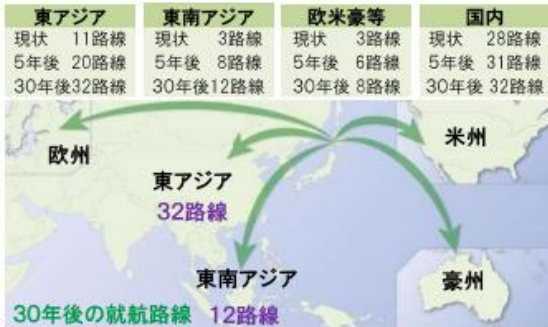 東アジア
現状 11路線
5年後 20路線
30年後32路線
東南アジア
現状 3路線
5年後 8路線
30年後12路線
欧米豪等
現状 3路線
5年後 6路線
30年後 8路線
国内
現状 28路線
5年後 31路線
30年後 32路線
欧州
米州
東アジア
32路線
東南アジア
豪州
30年後の就航路線 12路線